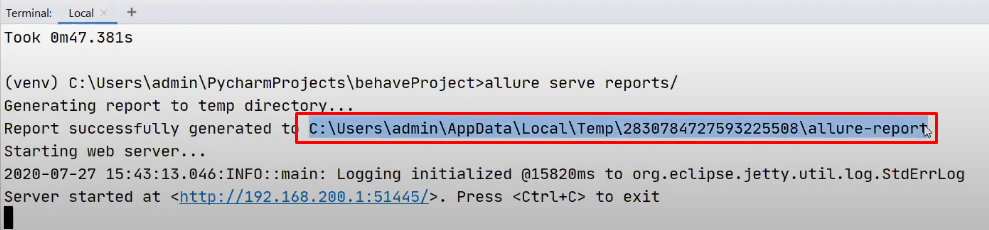 Terminal: Local × +
Took 0m47.381s
(venv) C:\Users\admin\PycharmProjects\behaveProject>allure serve reports/
Generating report to temp directory...
Report successfully generated to C:\Users\admin\AppData\Local\Temp\2830784727593225508\allure-report
Starting web server...
2020-07-27 15:43:13.046:INFO::main: Logging initialized @15820ms to org.eclipse.jetty.util.log.StdErrLog
Server started at <http://192.168.200.1:51445/>. Press <Ctrl+C> to exit